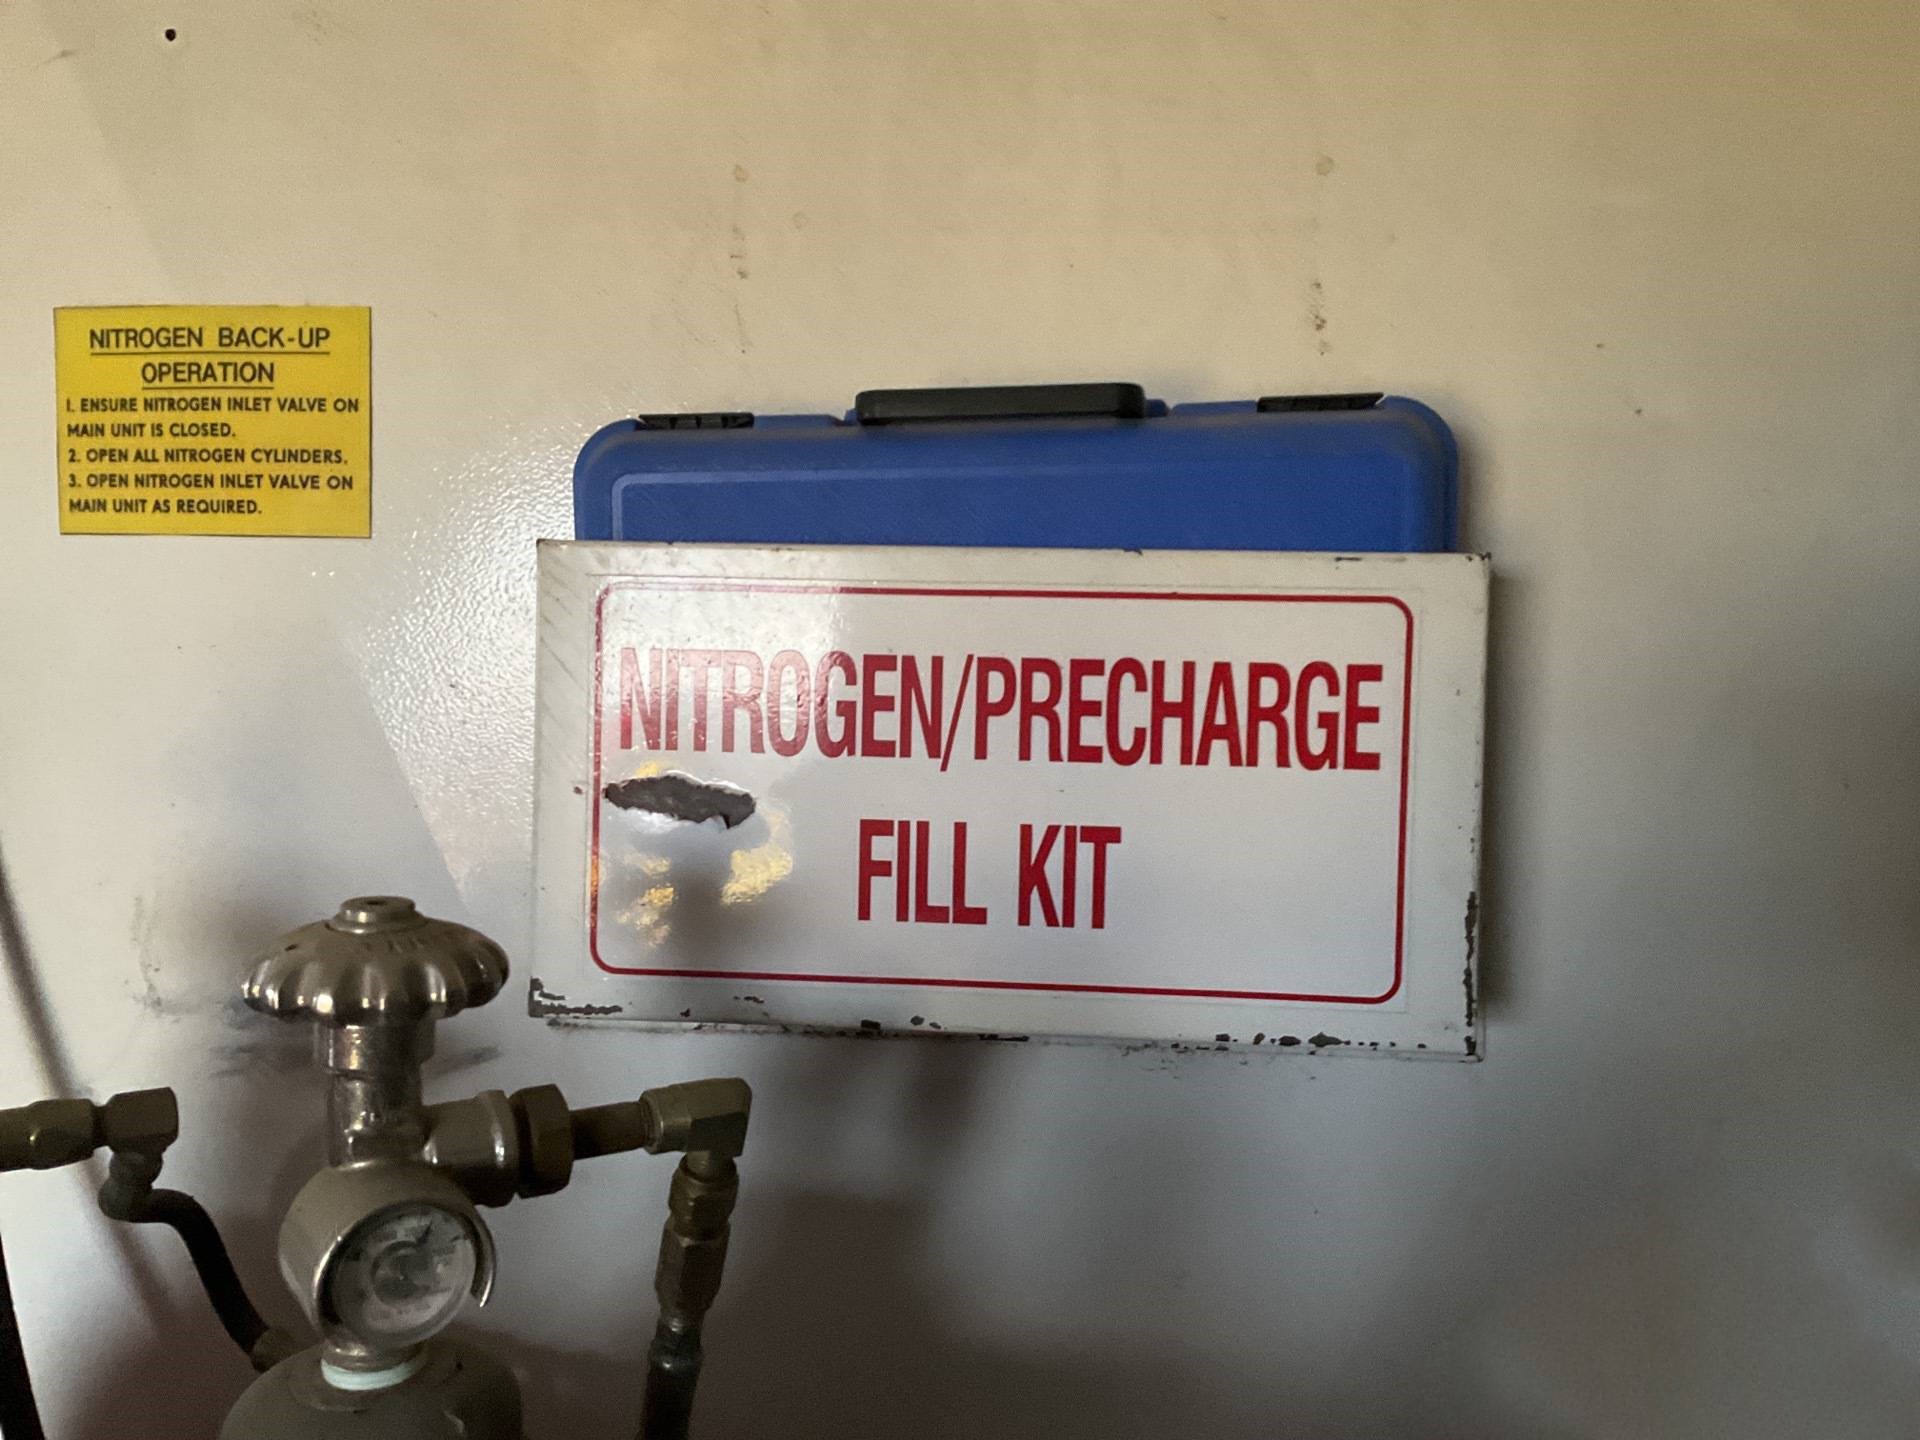 NITROGEN BACK-UP
OPERATION
1. ENSURE NITROGEN INLET VALVE ON
MAIN UNIT IS CLOSED.
2. OPEN ALL NITROGEN CYLINDERS.
3. OPEN NITROGEN INLET VALVE ON
MAIN UNIT AS REQUIRED.
NITROGEN/PRECHARGE
FILL KIT